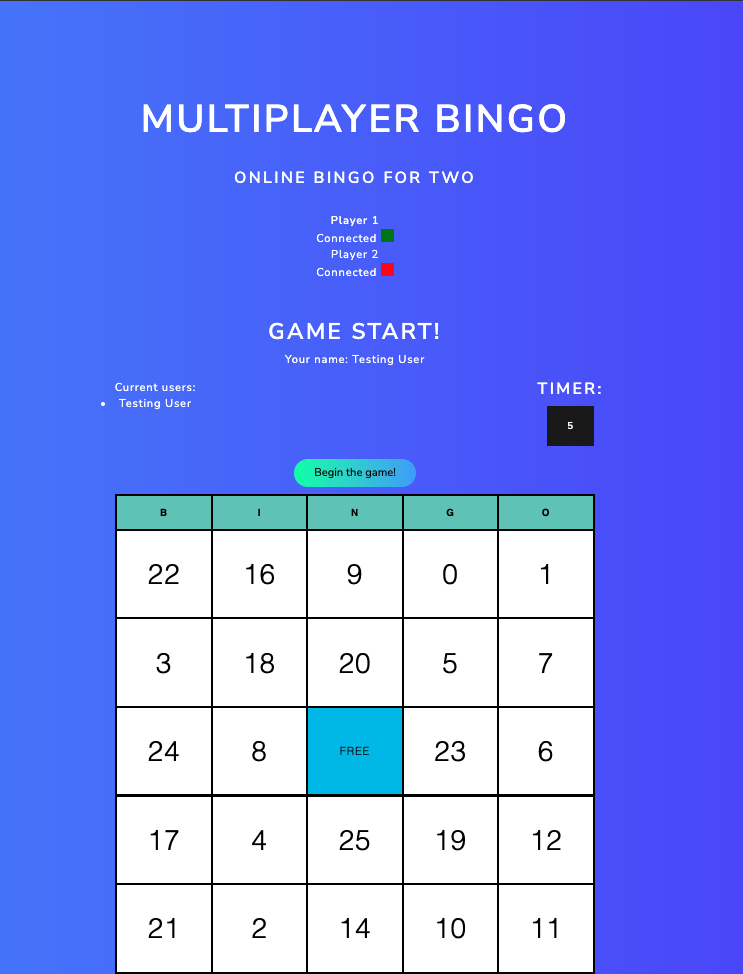 MULTIPLAYER BINGO
ONLINE BINGO FOR TWO
Player 1
Connected
Player 2
Connected
GAME START!
Your name: Testing User
Current users:
• Testing User
TIMER:
5
Begin the game!
B I N G O
22 16 9 0 1
3 18 20 5 7
24 8 FREE 23 6
17 4 25 19 12
21 2 14 10 11